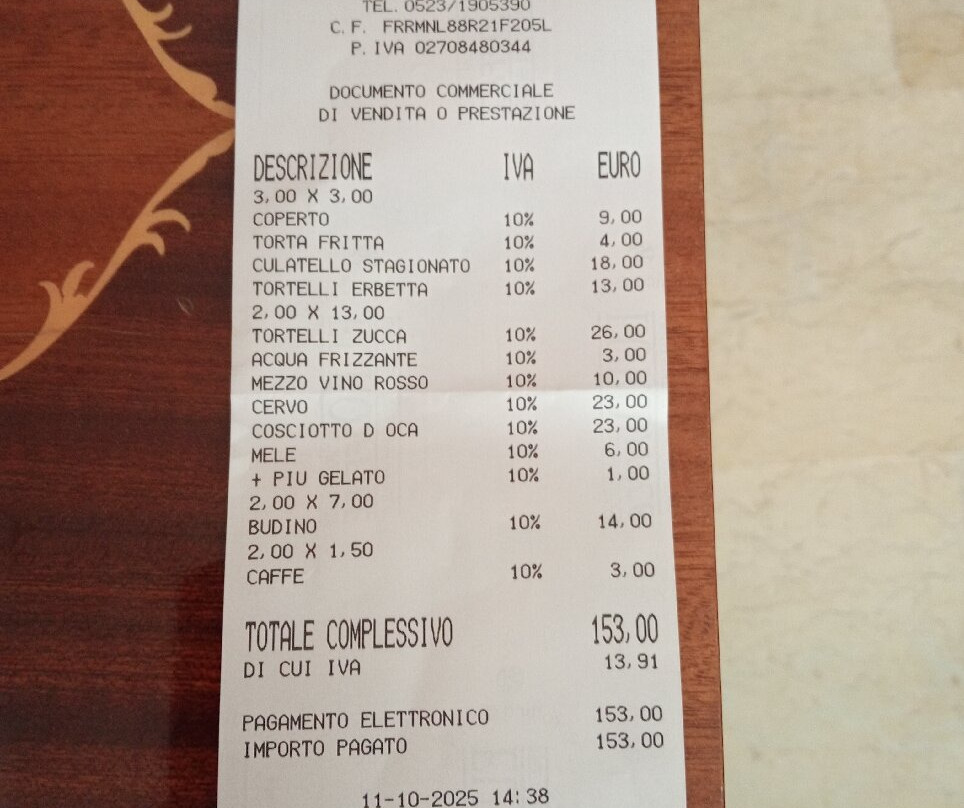 TEL. 0523/1905390
C.F. FRRMNL88R21F205L
P. IVA 02708480344
DOCUMENTO COMMERCIALE
DI VENDITA O PRESTAZIONE
DESCRIZIONE IVA EURO
3,00 X 3,00
COPERTO 10% 9,00
TORTA FRITTA 10% 4,00
CULATELLO STAGIONATO 10% 18,00
TORTELLI ERBETTA 10% 13,00
2,00 X 13,00
TORTELLI ZUCCA 10% 26,00
ACQUA FRIZZANTE 10% 3,00
MEZZO VINO ROSSO 10% 10,00
CERVO 10% 23,00
COSCIOTTO D OCA 10% 23,00
MELE 10% 6,00
+ PIU GELATO 10% 1,00
2,00 X 7,00
BUDINO 10% 14,00
2,00 X 1,50
CAFFE 10% 3,00
TOTALE COMPLESSIVO 153,00
DI CUI IVA 13,91
PAGAMENTO ELETTRONICO 153,00
IMPORTO PAGATO 153,00
11-10-2025 14:38